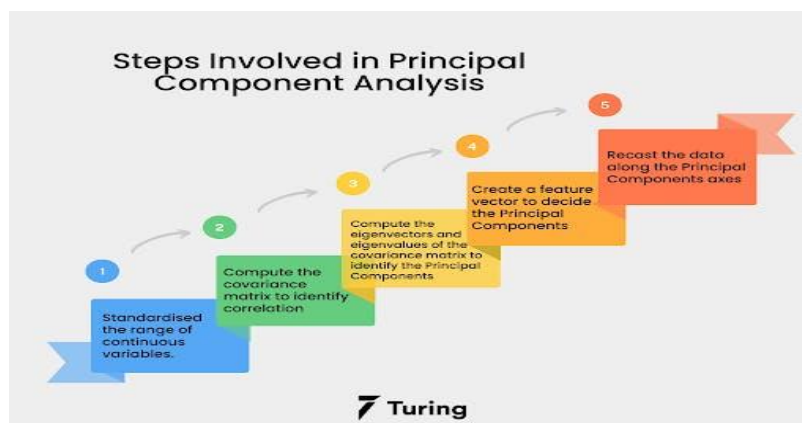 Steps Involved in Principal
Component Analysis
1
Standardised
the range of
continuous
variables.
2
Compute the
covariance
matrix to identify
correlation
3
Compute the
eigenvectors and
eigenvalues of the
covariance matrix to
identify the Principal
Components
4
Create a feature
vector to decide
the Principal
Components
5
Recast the data
along the Principal
Components axes
Turing